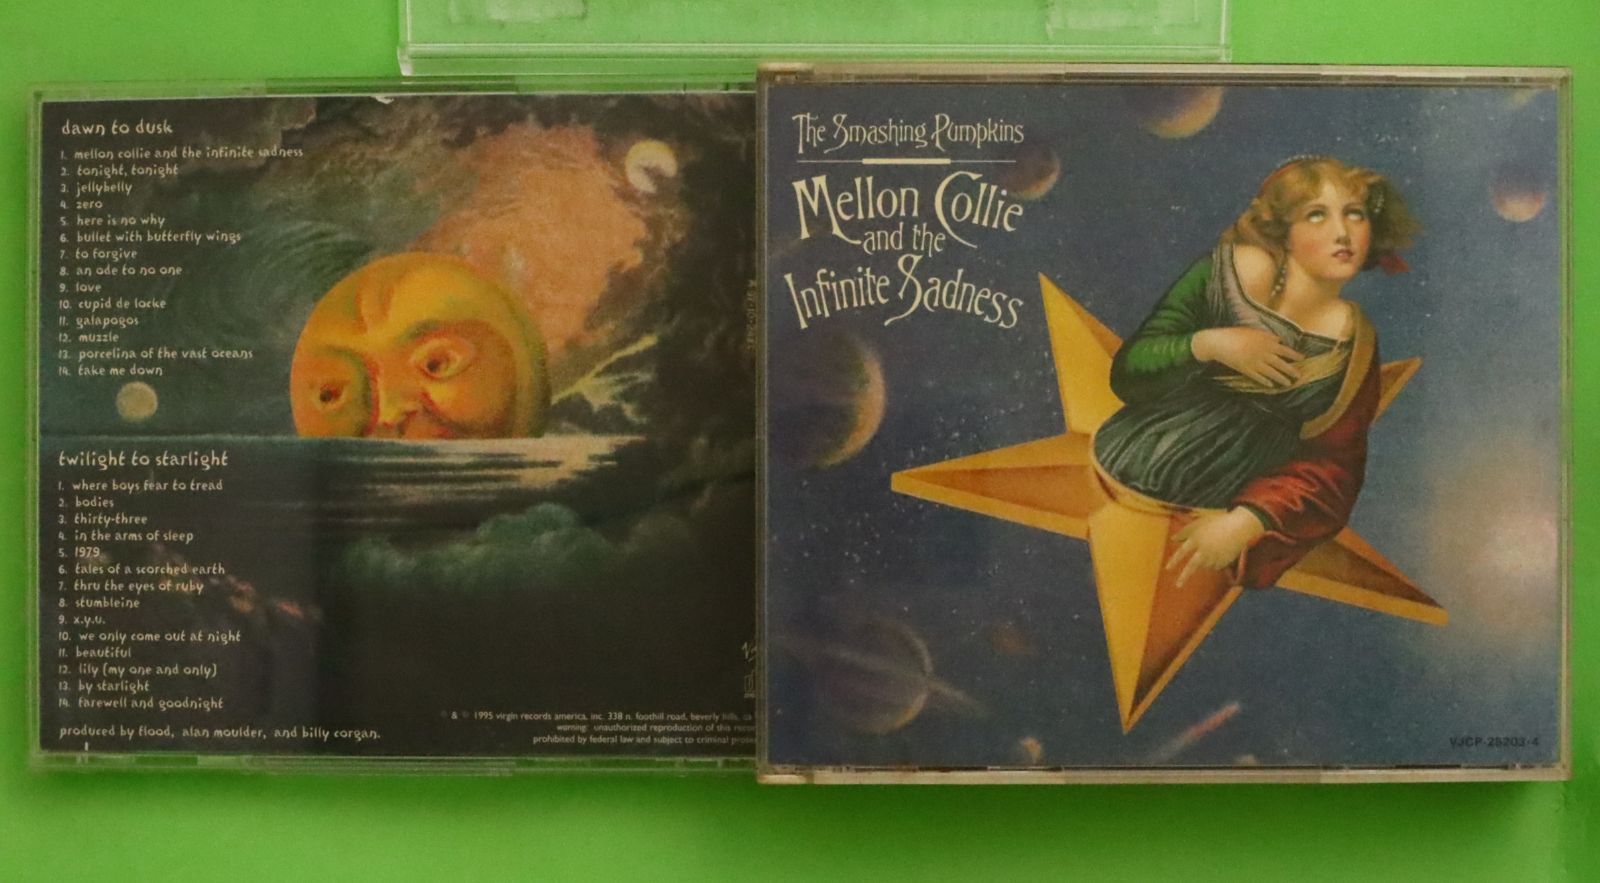 dawn to dusk
1. mellon collie and the infinite sadness
2. tonight, tonight
3. jellybelly
4. zero
5. here is no why
6. bullet with butterfly wings
7. to forgive
8. an ode to no one
9. love
10. cupid de locke
11. galapogos
12. muzzle
13. porcelina of the vast oceans
14. take me down
twilight to starlight
1. where boys fear to tread
2. bodies
3. thirty-three
4. in the arms of sleep
5. 1979
6. tales of a scorched earth
7. thru the eyes of ruby
8. stumbleine
9. x.y.u.
10. we only come out at night
11. beautiful
12. lily (my one and only)
13. by starlight
14. farewell and goodnight
produced by flood, alan moulder, and billy corgan.
℗ & © 1995 virgin records america, inc. 338 n. foothill road, beverly hills, ca
warning: unauthorized reproduction of this
prohibited by federal law and subject to criminal
The Smashing Pumpkins
Mellon Collie
and the
Infinite Sadness
VJCP-25203-4